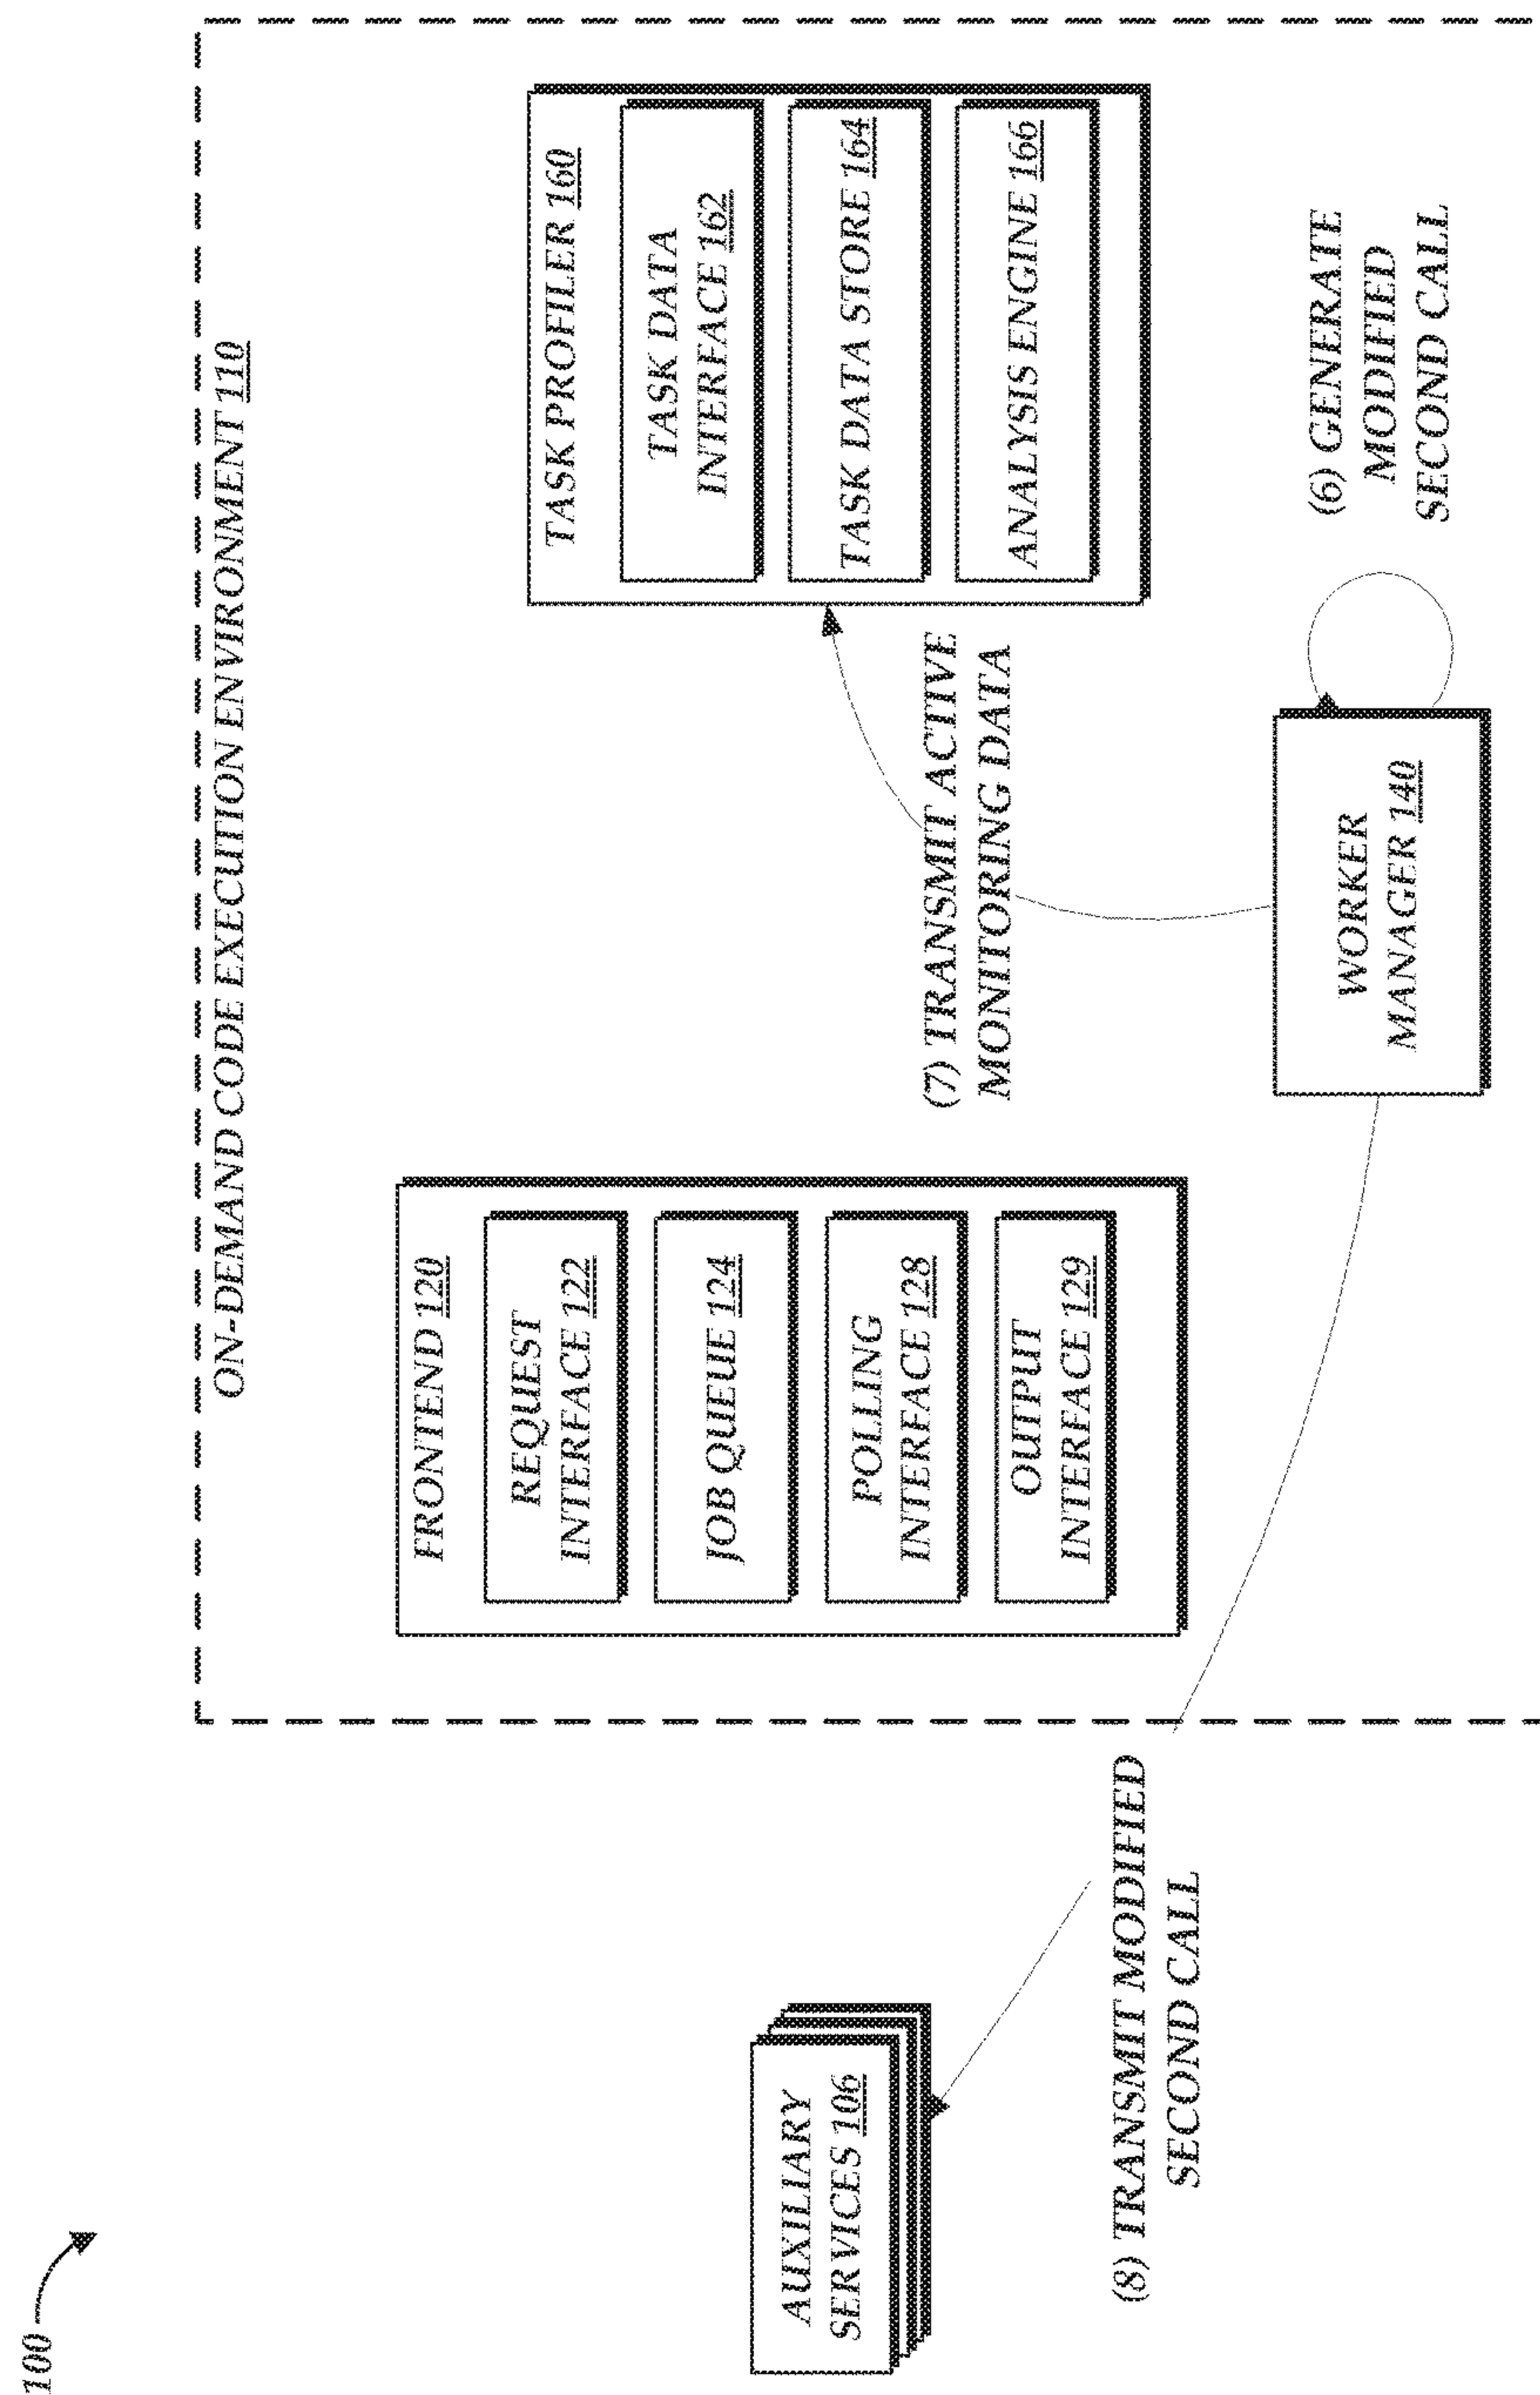 100
ON-DEMAND CODE EXECUTION ENVIRONMENT 110
AUXILIARY
SERVICES 106
FRONTEND 120
REQUEST
INTERFACE 122
JOB QUEUE 124
POLLING
INTERFACE 128
OUTPUT
INTERFACE 129
TASK PROFILER 160
TASK DATA
INTERFACE 162
TASK DATA STORE 164
ANALYSIS ENGINE 166
(7) TRANSMIT ACTIVE
MONITORING DATA
(8) TRANSMIT MODIFIED
SECOND CALL
WORKER
MANAGER 140
(6) GENERATE
MODIFIED
SECOND CALL